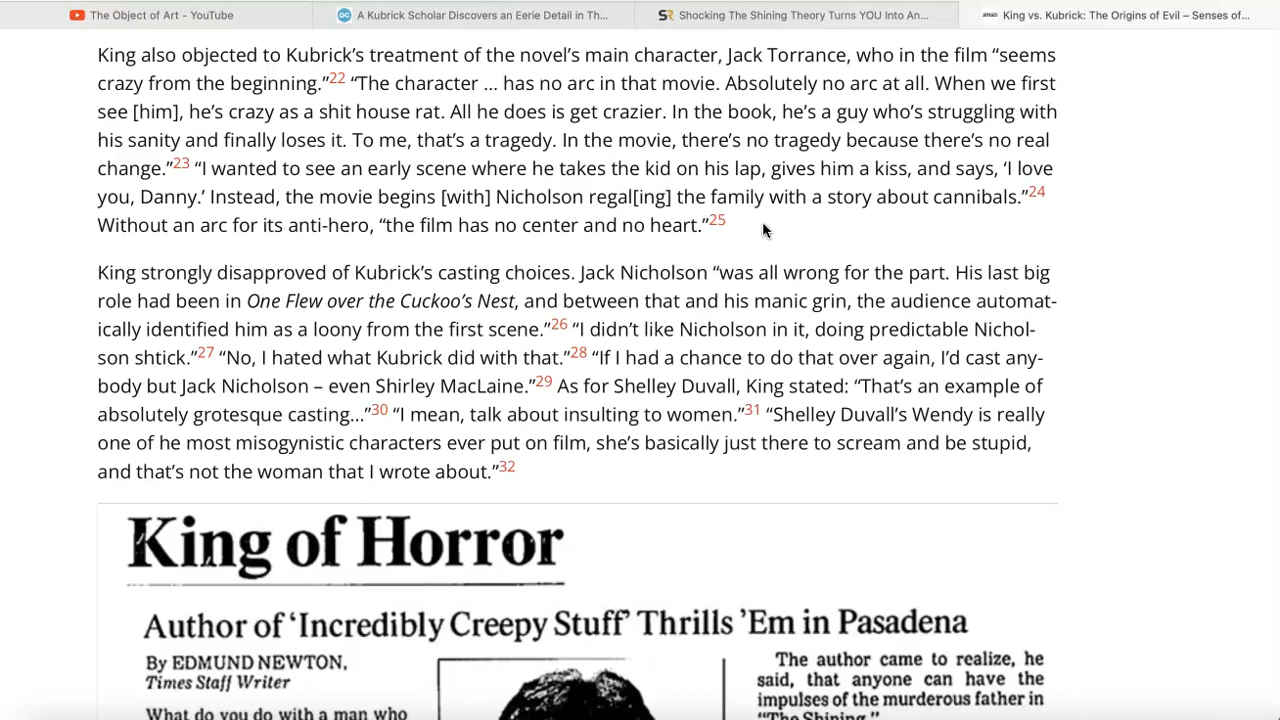 The Object of Art - YouTube
OC A Kubrick Scholar Discovers an Eerie Detail in Th...
SR Shocking The Shining Theory Turns YOU Into An...
King vs. Kubrick: The Origins of Evil – Senses of...
King also objected to Kubrick’s treatment of the novel’s main character, Jack Torrance, who in the film “seems
crazy from the beginning.”22 “The character … has no arc in that movie. Absolutely no arc at all. When we first
see [him], he’s crazy as a shit house rat. All he does is get crazier. In the book, he’s a guy who’s struggling with
his sanity and finally loses it. To me, that’s a tragedy. In the movie, there’s no tragedy because there’s no real
change.”23 “I wanted to see an early scene where he takes the kid on his lap, gives him a kiss, and says, ‘I love
you, Danny.’ Instead, the movie begins [with] Nicholson regal[ing] the family with a story about cannibals.”24
Without an arc for its anti-hero, “the film has no center and no heart.”25
King strongly disapproved of Kubrick’s casting choices. Jack Nicholson “was all wrong for the part. His last big
role had been in One Flew over the Cuckoo’s Nest, and between that and his manic grin, the audience automat-
ically identified him as a loony from the first scene.”26 “I didn’t like Nicholson in it, doing predictable Nichol-
son shtick.”27 “No, I hated what Kubrick did with that.”28 “If I had a chance to do that over again, I’d cast any-
body but Jack Nicholson – even Shirley MacLaine.”29 As for Shelley Duvall, King stated: “That’s an example of
absolutely grotesque casting…”30 “I mean, talk about insulting to women.”31 “Shelley Duvall’s Wendy is really
one of he most misogynistic characters ever put on film, she’s basically just there to scream and be stupid,
and that’s not the woman that I wrote about.”32
King of Horror
Author of ‘Incredibly Creepy Stuff’ Thrills ’Em in Pasadena
By EDMUND NEWTON,
Times Staff Writer
What do you do with a man who
The author came to realize, he
said, that anyone can have the
impulses of the murderous father in
“The Shining.”